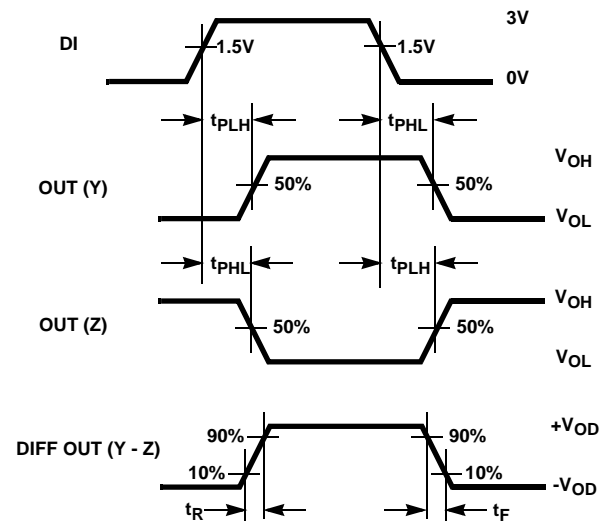 3V
DI
1.5V
1.5V
0V
tPLH
tPHL
VOH
OUT (Y)
50%
50%
VOL
tPHL
tPLH
VOH
OUT (Z)
50%
50%
VOL
+VOD
90%
90%
DIFF OUT (Y - Z)
10%
10%
-VOD
tR
tF